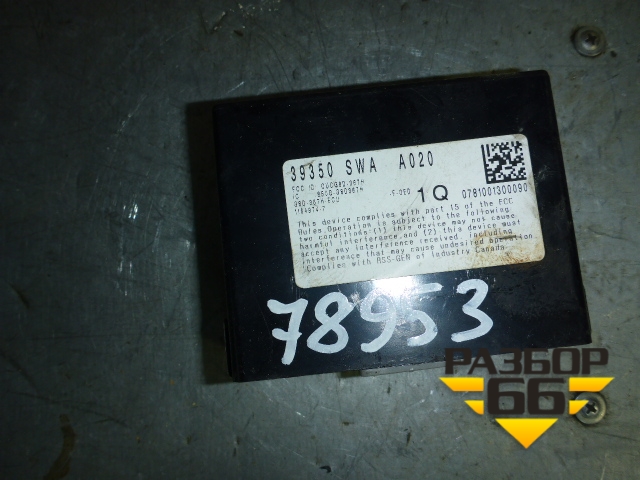 39350 SWA A020
FCC ID
IC
1Q 0781001300090
This device complies with part 15 of the FCC
Rules. Operation is subject to the following
two conditions:(1) this device may not cause
harmful interference,and (2) this device must
accept any interference received, including
interference that may cause undesired operation
Complies with RSS-GEN of Industry Canada.
78953
РАЗБОР
66